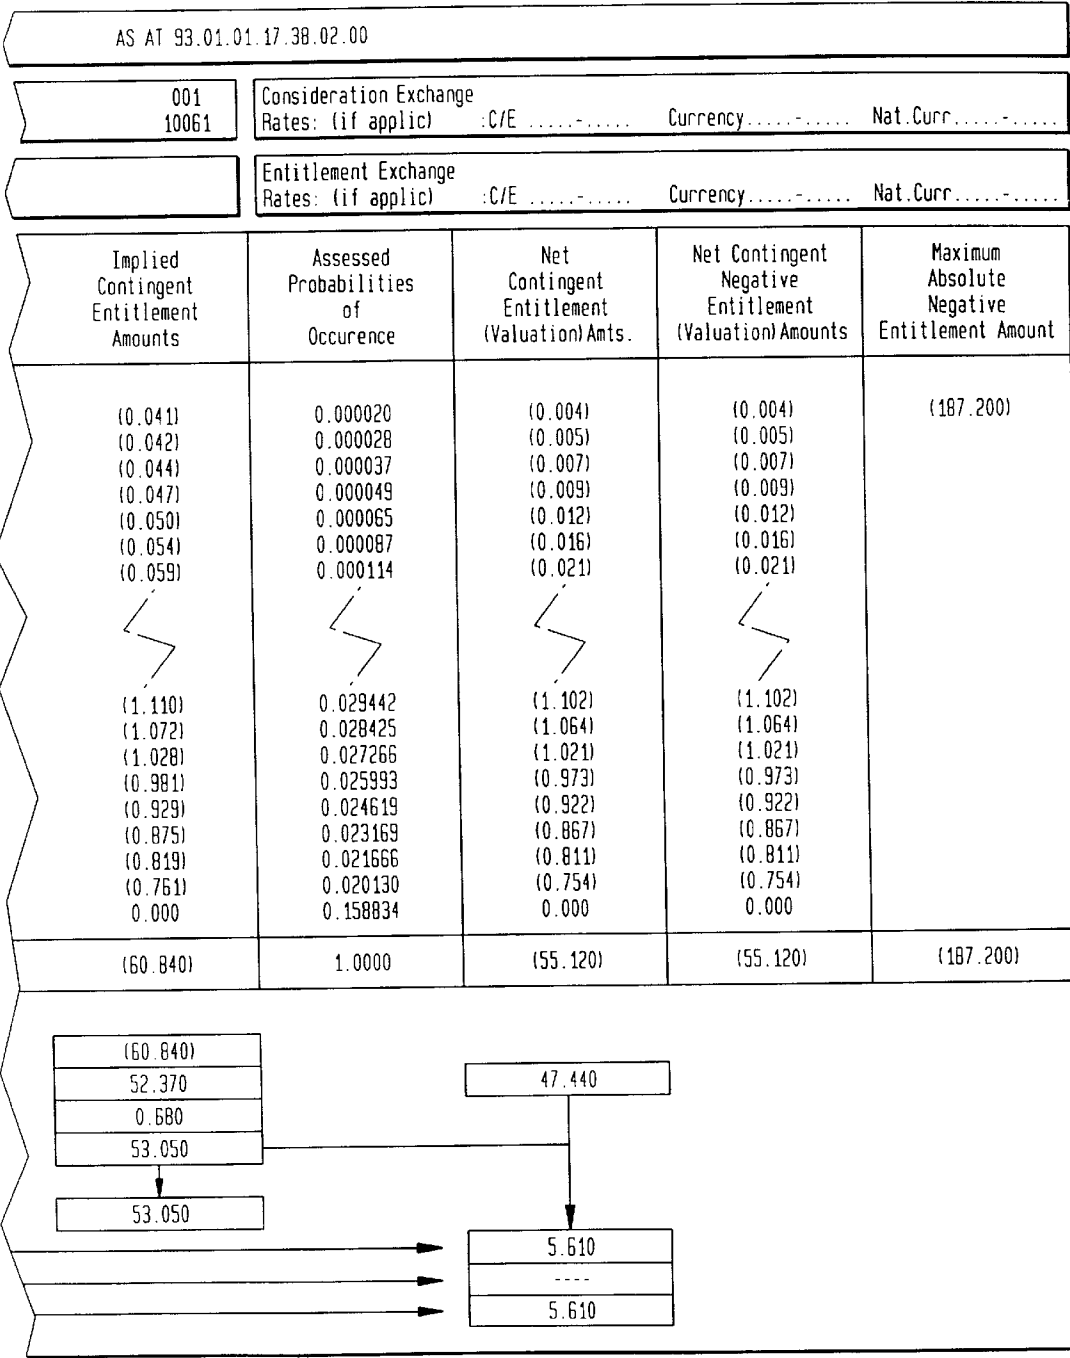 AS AT 93.01.01.17.38.02.00
001
10061
Consideration Exchange
Rates: (if applic) :C/E .....-..... Currency.....-..... Nat.Curr.....-.....
Entitlement Exchange
Rates: (if applic) :C/E .....-..... Currency.....-..... Nat.Curr.....-.....
Implied Contingent Entitlement Amounts
Assessed Probabilities of Occurence
Net Contingent Entitlement (Valuation)Amts.
Net Contingent Negative Entitlement (Valuation)Amounts
Maximum Absolute Negative Entitlement Amount
(0.041) 0.000020 (0.004) (0.004) (187.200)
(0.042) 0.000028 (0.005) (0.005)
(0.044) 0.000037 (0.007) (0.007)
(0.047) 0.000049 (0.009) (0.009)
(0.050) 0.000065 (0.012) (0.012)
(0.054) 0.000087 (0.016) (0.016)
(0.059) 0.000114 (0.021) (0.021)
(1.110) 0.029442 (1.102) (1.102)
(1.072) 0.028425 (1.064) (1.064)
(1.028) 0.027266 (1.021) (1.021)
(0.981) 0.025993 (0.973) (0.973)
(0.929) 0.024619 (0.922) (0.922)
(0.875) 0.023169 (0.867) (0.867)
(0.819) 0.021666 (0.811) (0.811)
(0.761) 0.020130 (0.754) (0.754)
0.000 0.158834 0.000 0.000
(60.840) 1.0000 (55.120) (55.120) (187.200)
(60.840)
52.370
0.680
53.050
53.050
47.440
5.610
----
5.610